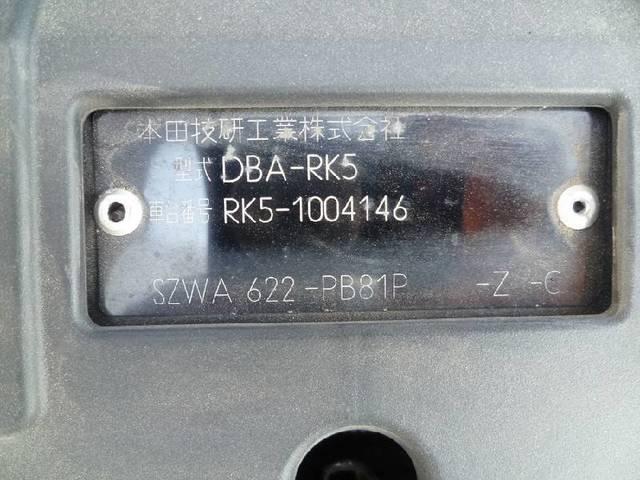 本田技研工業株式会社
型式 DBA-RK5
車台番号 RK5-1004146
SZWA 622-PB81P -Z -C